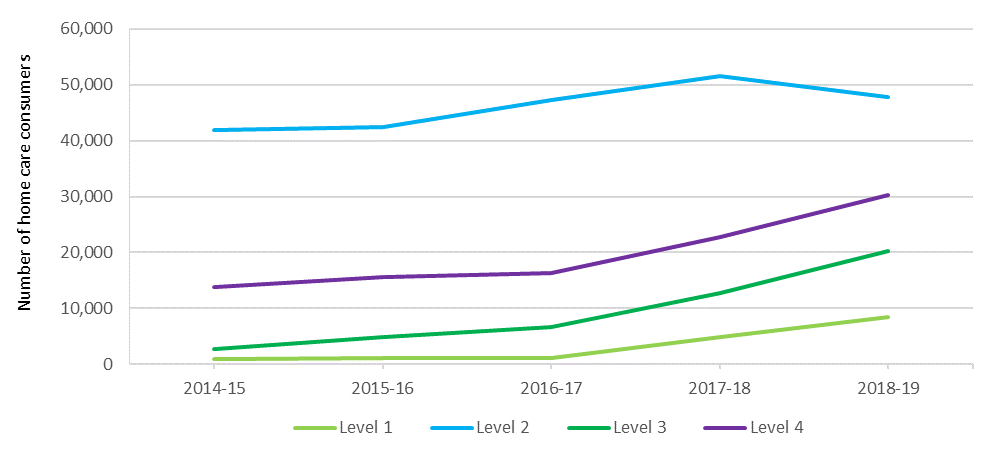 Number of home care consumers
60,000
50,000
40,000
30,000
20,000
10,000
0
2014-15 2015-16 2016-17 2017-18 2018-19
Level 1 Level 2 Level 3 Level 4